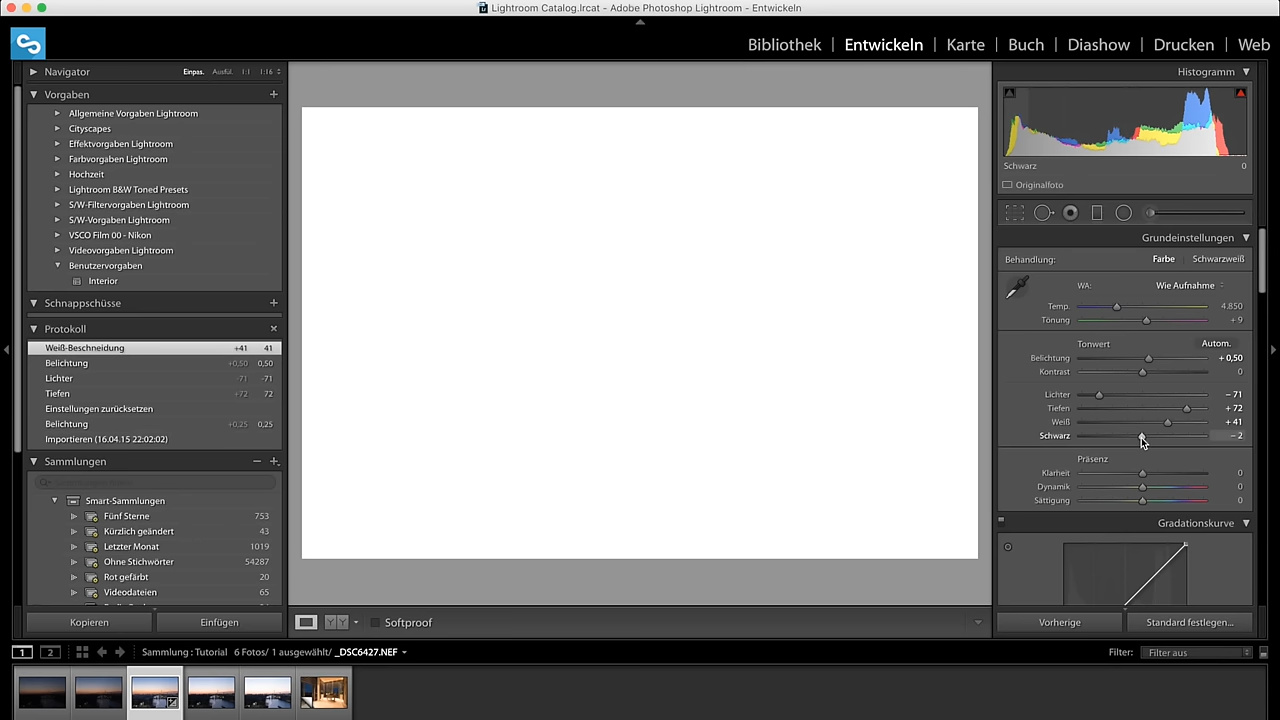 Lightroom Catalog.lrcat - Adobe Photoshop Lightroom - Entwickeln
Bibliothek | Entwickeln | Karte | Buch | Diashow | Drucken | Web
Navigator Einpas. Ausfül. 1:1 1:16
Vorgaben
Allgemeine Vorgaben Lightroom
Cityscapes
Effektvorgaben Lightroom
Farbvorgaben Lightroom
Hochzeit
Lightroom B&W Toned Presets
S/W-Filtervorgaben Lightroom
S/W-Vorgaben Lightroom
VSCO Film 00 - Nikon
Videovorgaben Lightroom
Benutzervorgaben
Interior
Schnappschüsse
Protokoll
Weiß-Beschneidung +41 41
Belichtung +0,50 0,50
Lichter -71 -71
Tiefen +72 72
Einstellungen zurücksetzen
Belichtung +0,25 0,25
Importieren (16.04.15 22:02:02)
Sammlungen
Smart-Sammlungen
Fünf Sterne 753
Kürzlich geändert 43
Letzter Monat 1019
Ohne Stichwörter 54287
Rot gefärbt 20
Videodateien 65
Kopieren Einfügen
Softproof
Histogramm
Schwarz 0
Originalfoto
Grundeinstellungen
Behandlung: Farbe | Schwarzweiß
WA: Wie Aufnahme
Temp. 4.850
Tönung + 9
Tonwert Autom.
Belichtung + 0,50
Kontrast 0
Lichter − 71
Tiefen + 72
Weiß + 41
Schwarz − 2
Präsenz
Klarheit 0
Dynamik 0
Sättigung 0
Gradationskurve
Vorherige Standard festlegen...
1 2 Sammlung : Tutorial 6 Fotos/ 1 ausgewählt/ _DSC6427.NEF Filter: Filter aus